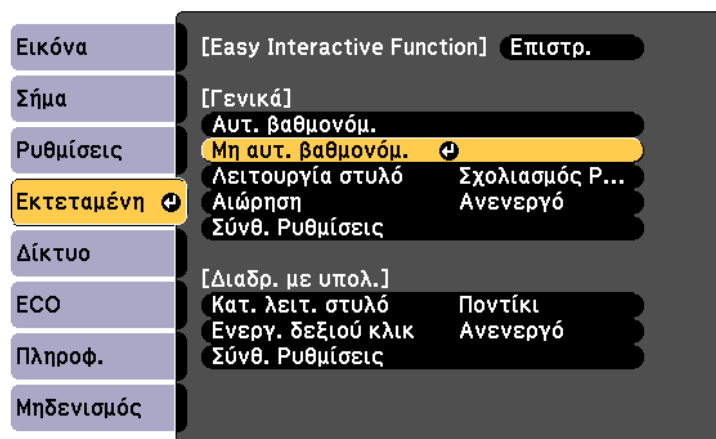 Εικόνα
Σήμα
Ρυθμίσεις
Εκτεταμένη
Δίκτυο
ECO
Πληροφ.
Μηδενισμός
[Easy Interactive Function] Επιστρ.
[Γενικά]
Αυτ. βαθμονόμ.
Μη αυτ. βαθμονόμ.
Λειτουργία στυλό Σχολιασμός Ρ...
Αιώρηση Ανενεργό
Σύνθ. Ρυθμίσεις
[Διαδρ. με υπολ.]
Κατ. λειτ. στυλό Ποντίκι
Ενεργ. δεξιού κλικ Ανενεργό
Σύνθ. Ρυθμίσεις